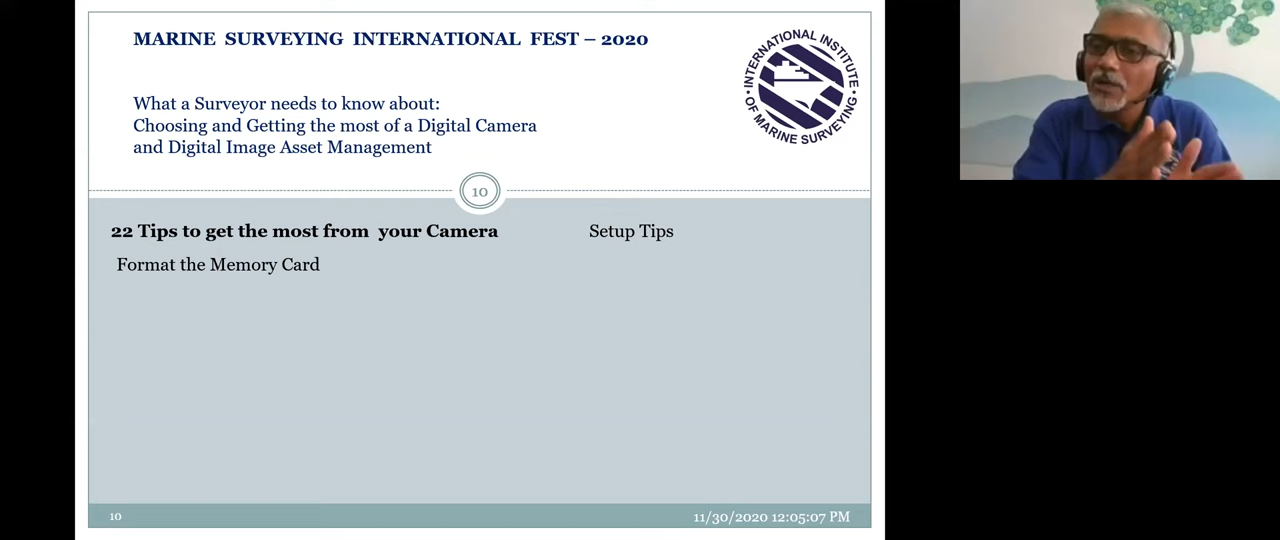 MARINE SURVEYING INTERNATIONAL FEST – 2020
INTERNATIONAL INSTITUTE
OF MARINE SURVEYING
What a Surveyor needs to know about:
Choosing and Getting the most of a Digital Camera
and Digital Image Asset Management
10
22 Tips to get the most from your Camera
Setup Tips
Format the Memory Card
10
11/30/2020 12:05:07 PM